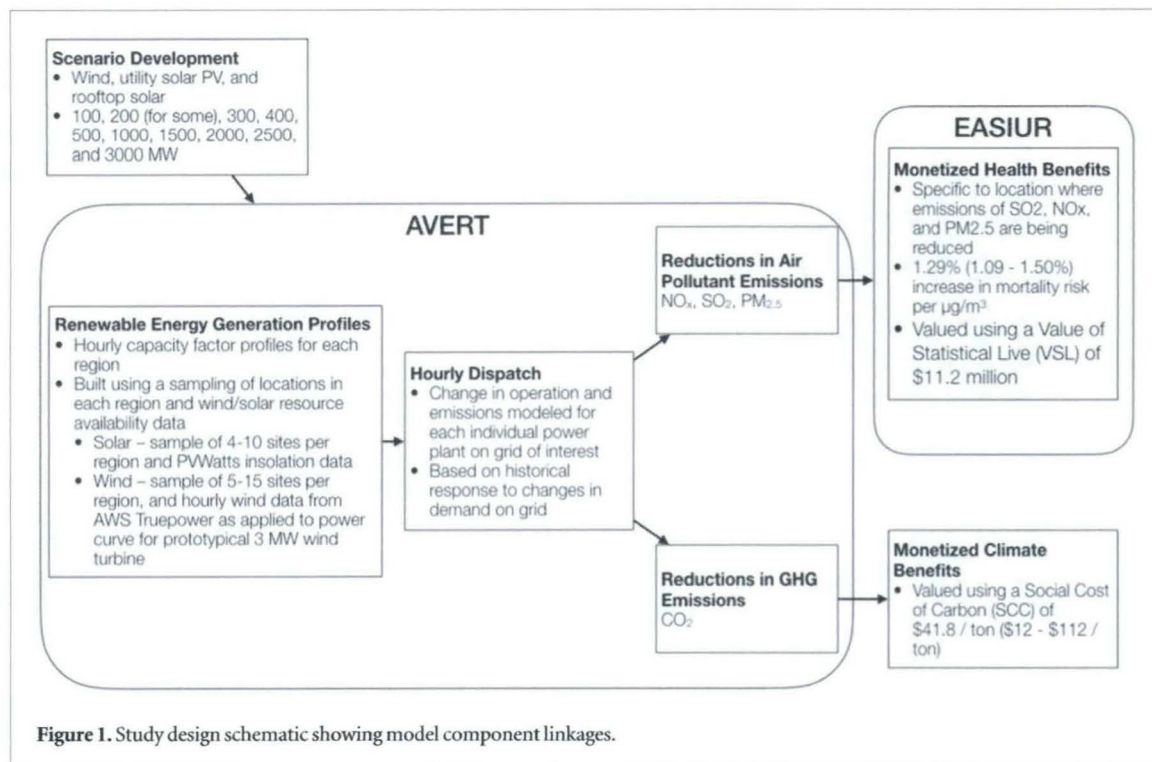 Scenario Development
• Wind, utility solar PV, and
rooftop solar
• 100, 200 (for some), 300, 400,
500, 1000, 1500, 2000, 2500,
and 3000 MW
AVERT
Renewable Energy Generation Profiles
• Hourly capacity factor profiles for each
region
• Built using a sampling of locations in
each region and wind/solar resource
availability data
• Solar – sample of 4-10 sites per
region and PVWatts insolation data
• Wind – sample of 5-15 sites per
region, and hourly wind data from
AWS Truepower as applied to power
curve for prototypical 3 MW wind
turbine
Hourly Dispatch
• Change in operation and
emissions modeled for
each individual power
plant on grid of interest
• Based on historical
response to changes in
demand on grid
Reductions in Air
Pollutant Emissions
NOₓ, SO₂, PM₂.₅
Reductions in GHG
Emissions
CO₂
EASIUR
Monetized Health Benefits
• Specific to location where
emissions of SO2, NOx,
and PM2.5 are being
reduced
• 1.29% (1.09 - 1.50%)
increase in mortality risk
per µg/m³
• Valued using a Value of
Statistical Live (VSL) of
$11.2 million
Monetized Climate
Benefits
• Valued using a Social Cost
of Carbon (SCC) of
$41.8 / ton ($12 - $112 /
ton)
Figure 1. Study design schematic showing model component linkages.